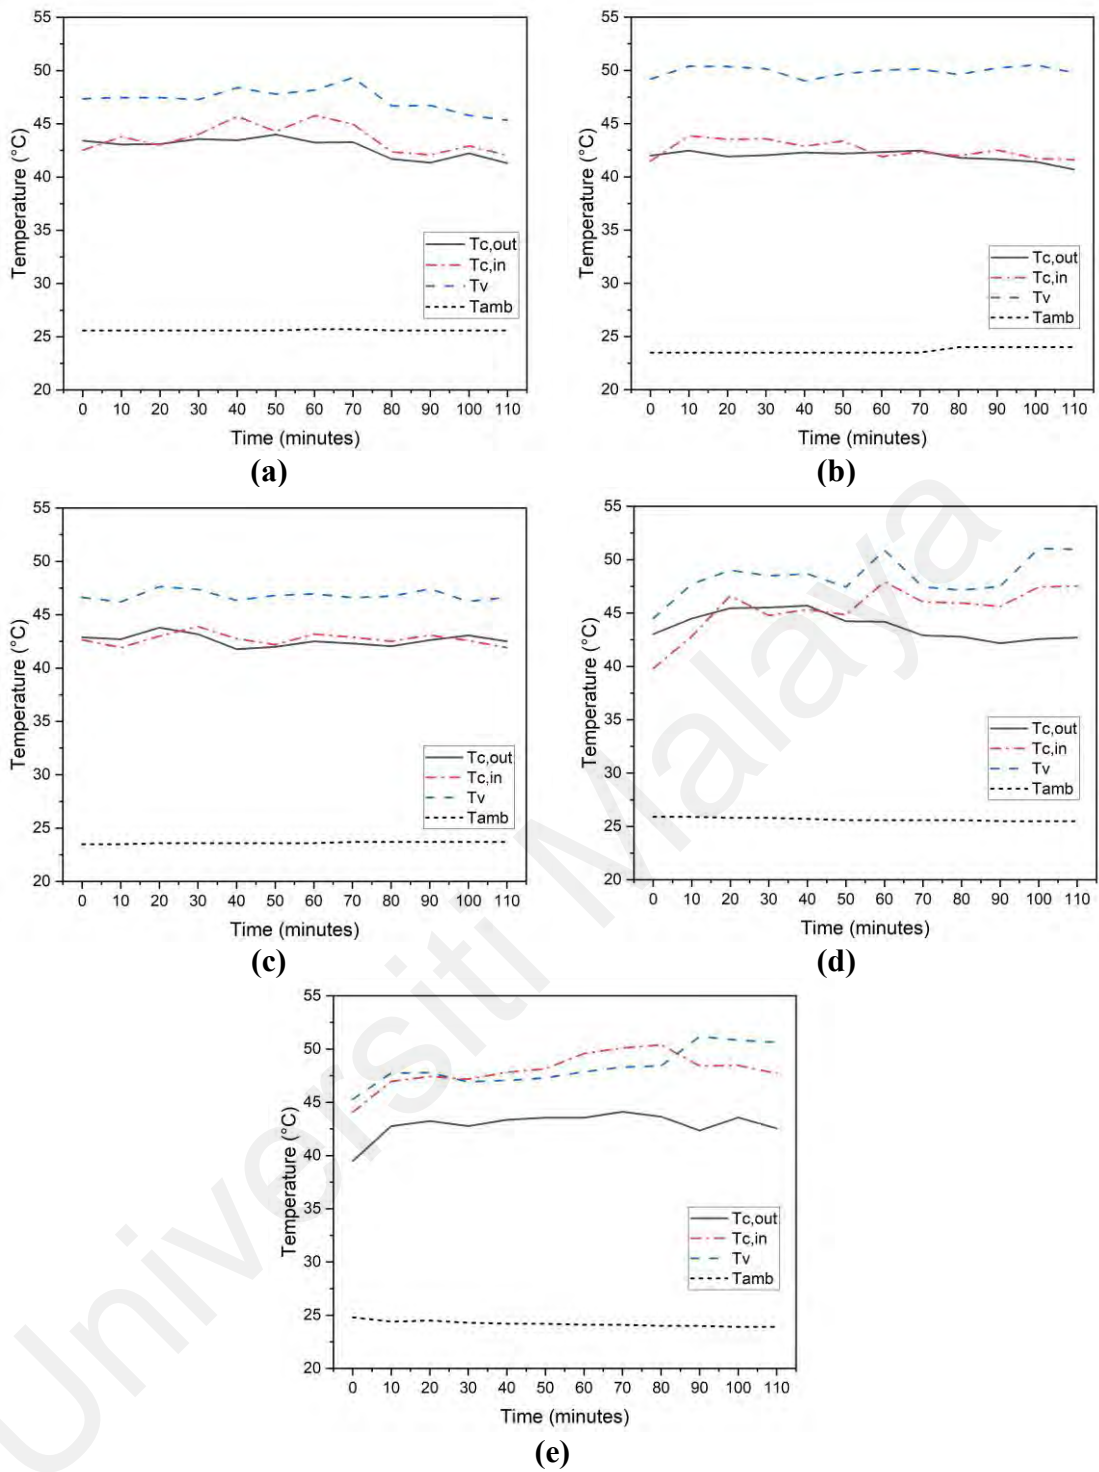 55
50
45
40
35
30
25
20
Temperature (°C)
Tc,out
Tc,in
Tv
Tamb
0 10 20 30 40 50 60 70 80 90 100 110
Time (minutes)
(a)
55
50
45
40
35
30
25
20
Temperature (°C)
Tc,out
Tc,in
Tv
Tamb
0 10 20 30 40 50 60 70 80 90 100 110
Time (minutes)
(b)
55
50
45
40
35
30
25
20
Temperature (°C)
Tc,out
Tc,in
Tv
Tamb
0 10 20 30 40 50 60 70 80 90 100 110
Time (minutes)
(c)
55
50
45
40
35
30
25
20
Temperature (°C)
Tc,out
Tc,in
Tv
Tamb
0 10 20 30 40 50 60 70 80 90 100 110
Time (minutes)
(d)
55
50
45
40
35
30
25
20
Temperature (°C)
Tc,out
Tc,in
Tv
Tamb
0 10 20 30 40 50 60 70 80 90 100 110
Time (minutes)
(e)
Universiti Malaya